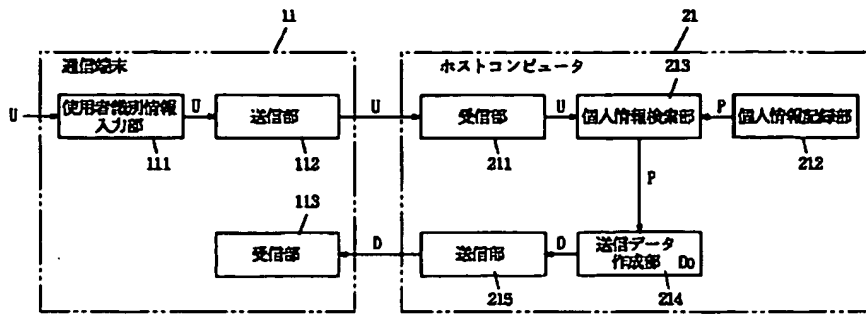 11
21
通信端末
ホストコンピュータ
213
U
使用者識別情報
入力部
U
送信部
U
受信部
U
個人情報検索部
P
個人情報記録部
111
112
211
212
P
113
受信部
D
送信部
D
送信データ
作成部 Do
215
214